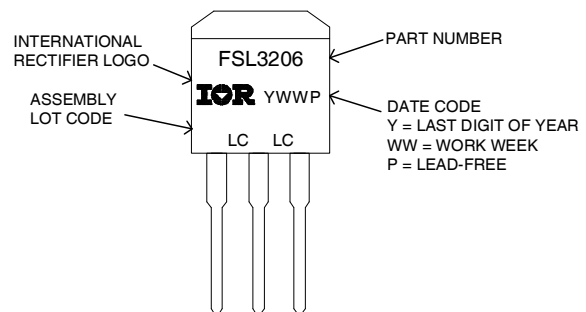 INTERNATIONAL
RECTIFIER LOGO
ASSEMBLY
LOT CODE
FSL3206
IOR YWWP
LC LC
PART NUMBER
DATE CODE
Y = LAST DIGIT OF YEAR
WW = WORK WEEK
P = LEAD-FREE